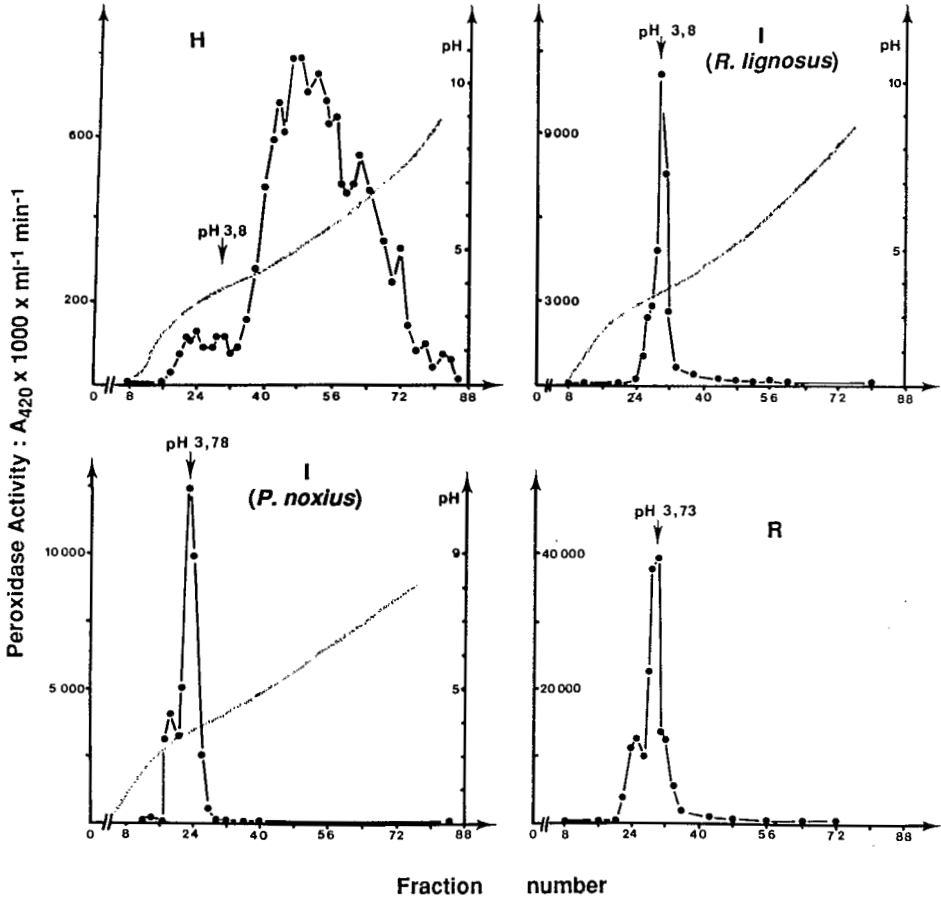 H
pH
10
5
600
200
pH 3,8
0 8 24 40 56 72 88
pH 3,8
I
(R. lignosus)
pH
10
5
9000
3000
0 8 24 40 56 72 88
Peroxidase Activity : A420 x 1000 x ml-1 min-1
pH 3,78
I
(P. noxius)
pH
9
5
10 000
5 000
0 8 24 40 56 72 88
pH 3,73
R
40 000
20 000
0 8 24 40 56 72 88
Fraction number